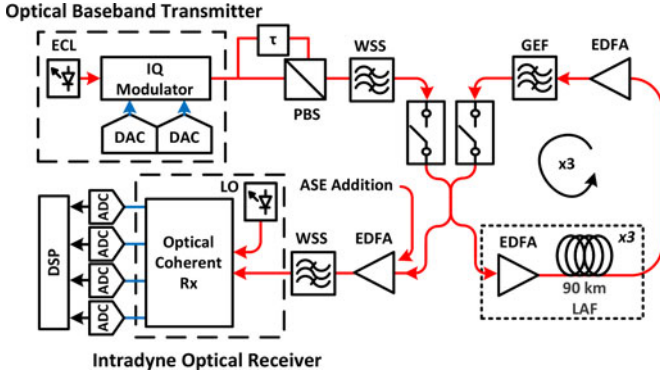 Optical Baseband Transmitter
ECL
IQ
Modulator
DAC
DAC
τ
PBS
WSS
GEF
EDFA
x3
ASE Addition
LO
Optical
Coherent
Rx
WSS
EDFA
EDFA
x3
90 km
LAF
DSP
ADC
ADC
ADC
ADC
Intradyne Optical Receiver